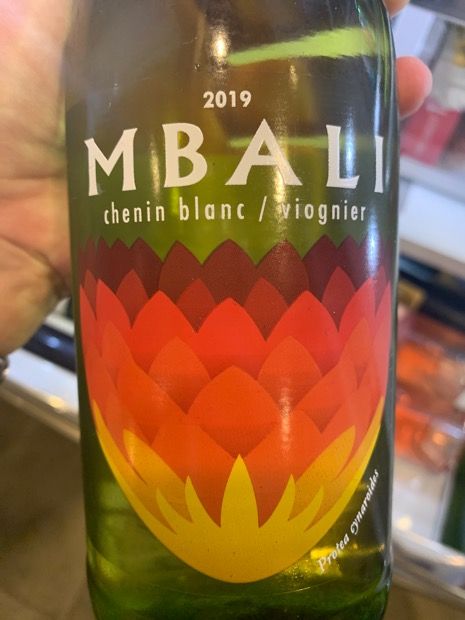 2019
MBALI
chenin blanc / viognier
Protea cynaroides